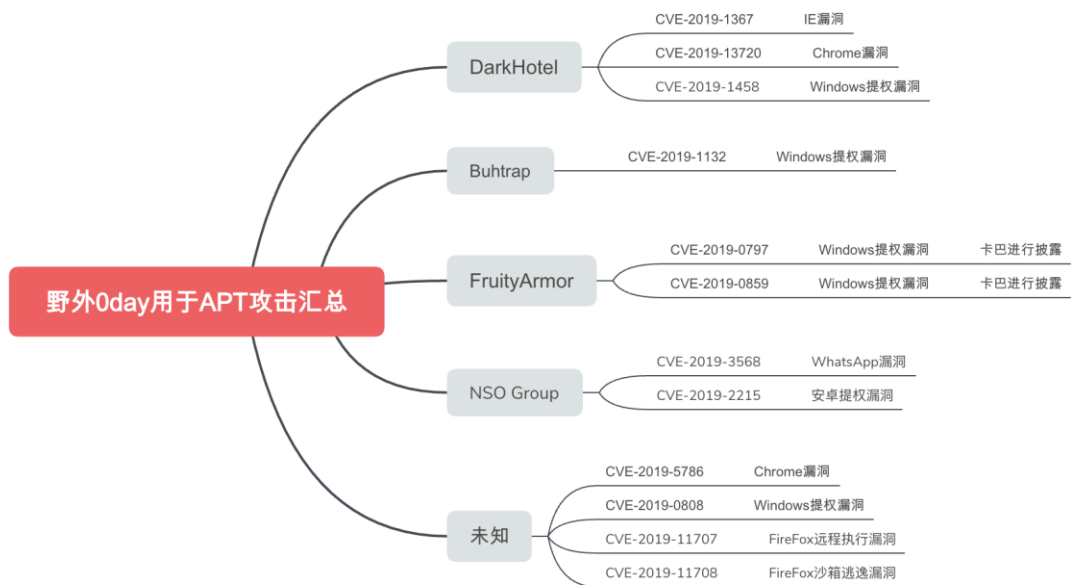 野外0day用于APT攻击汇总
DarkHotel
CVE-2019-1367 IE漏洞
CVE-2019-13720 Chrome漏洞
CVE-2019-1458 Windows提权漏洞
Buhtrap
CVE-2019-1132 Windows提权漏洞
FruityArmor
CVE-2019-0797 Windows提权漏洞 卡巴进行披露
CVE-2019-0859 Windows提权漏洞 卡巴进行披露
NSO Group
CVE-2019-3568 WhatsApp漏洞
CVE-2019-2215 安卓提权漏洞
未知
CVE-2019-5786 Chrome漏洞
CVE-2019-0808 Windows提权漏洞
CVE-2019-11707 FireFox远程执行漏洞
CVE-2019-11708 FireFox沙箱逃逸漏洞